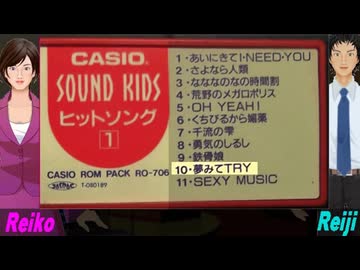 CASIO
SOUND KIDS
ヒットソング
1
CASIO ROM PACK RO-706
T-080189
1・あいにきてI・NEED・YOU
2・さよなら人類
3・なななのなの時間割
4・荒野のメガロポリス
5・OH YEAH!
6・くちびるから媚薬
7・千流の雫
8・勇気のしるし
9・鉄骨娘
10・夢みてTRY
11・SEXY MUSIC
Reiko
Reiji